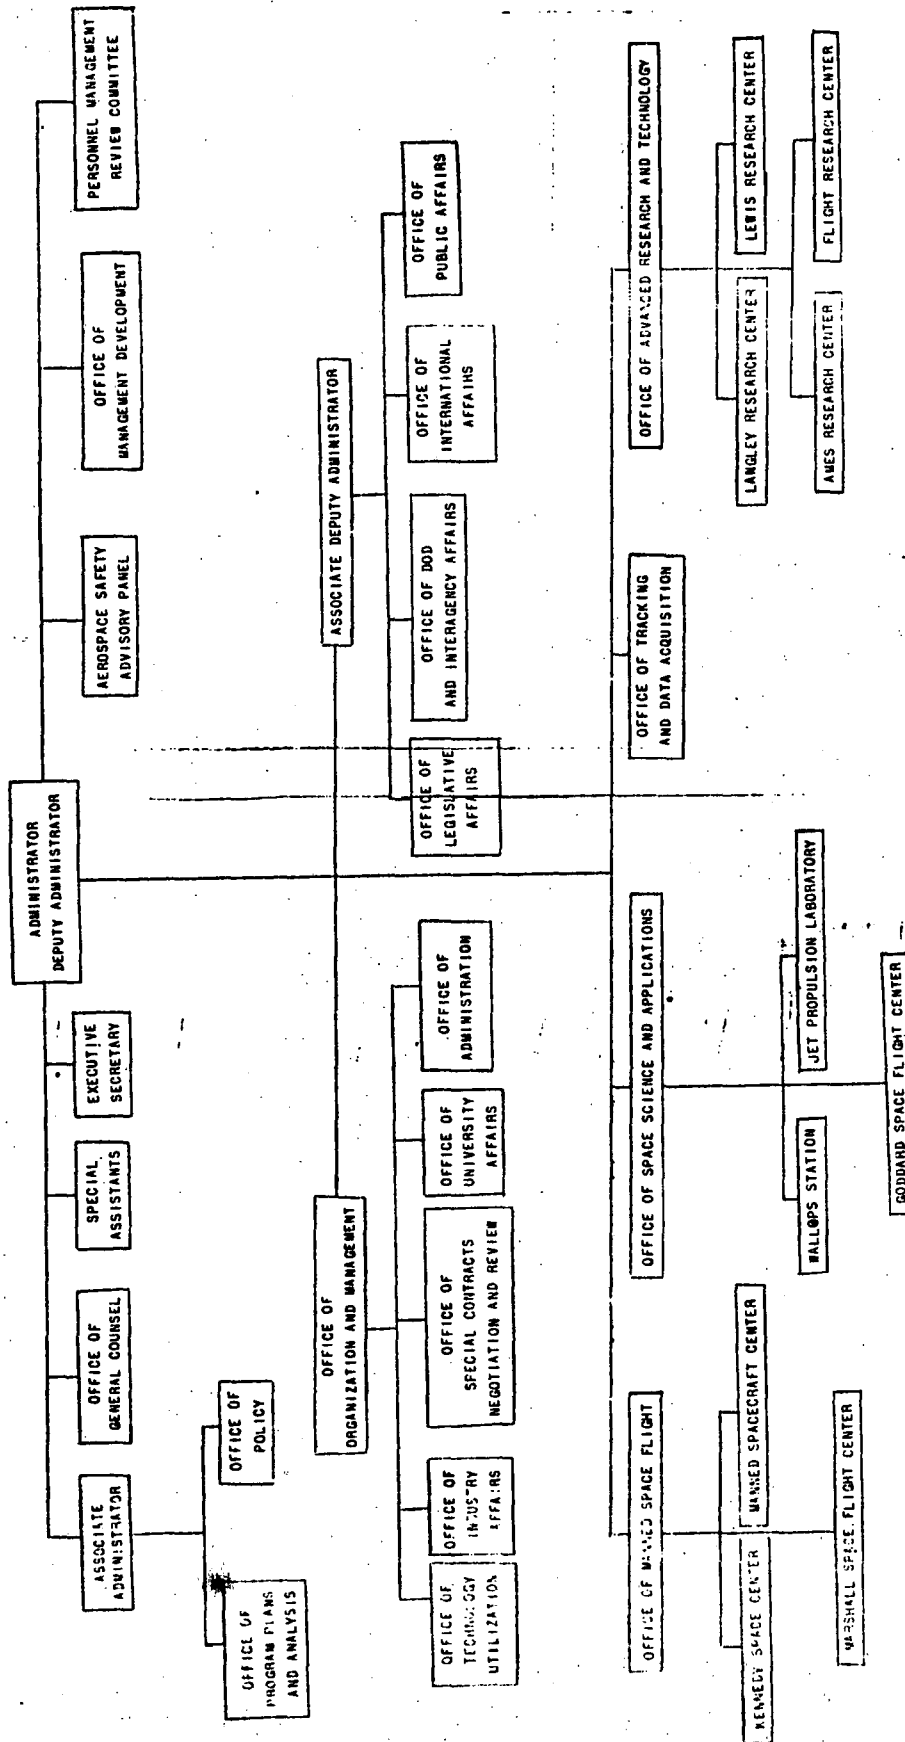 ADMINISTRATOR
DEPUTY ADMINISTRATOR
ASSOCIATE
ADMINISTRATOR
OFFICE OF
GENERAL COUNSEL
SPECIAL
ASSISTANTS
EXECUTIVE
SECRETARY
AEROSPACE SAFETY
ADVISORY PANEL
OFFICE OF
MANAGEMENT DEVELOPMENT
PERSONNEL MANAGEMENT
REVIEW COMMITTEE
OFFICE OF
PROGRAM PLANS
AND ANALYSIS
OFFICE OF
POLICY
OFFICE OF
ORGANIZATION AND MANAGEMENT
ASSOCIATE DEPUTY ADMINISTRATOR
OFFICE OF
TECHNOLOGY
UTILIZATION
OFFICE OF
INDUSTRY
AFFAIRS
OFFICE OF
SPECIAL CONTRACTS
NEGOTIATION AND REVIEW
OFFICE OF
UNIVERSITY
AFFAIRS
OFFICE OF
ADMINISTRATION
OFFICE OF
LEGISLATIVE
AFFAIRS
OFFICE OF DOD
AND INTERAGENCY AFFAIRS
OFFICE OF
INTERNATIONAL
AFFAIRS
OFFICE OF
PUBLIC AFFAIRS
OFFICE OF MANNED SPACE FLIGHT
OFFICE OF SPACE SCIENCE AND APPLICATIONS
OFFICE OF TRACKING
AND DATA ACQUISITION
OFFICE OF ADVANCED RESEARCH AND TECHNOLOGY
KENNEDY SPACE CENTER
MANNED SPACECRAFT CENTER
MARSHALL SPACE FLIGHT CENTER
WALLOPS STATION
JET PROPULSION LABORATORY
GODDARD SPACE FLIGHT CENTER
LANGLEY RESEARCH CENTER
LEWIS RESEARCH CENTER
AMES RESEARCH CENTER
FLIGHT RESEARCH CENTER